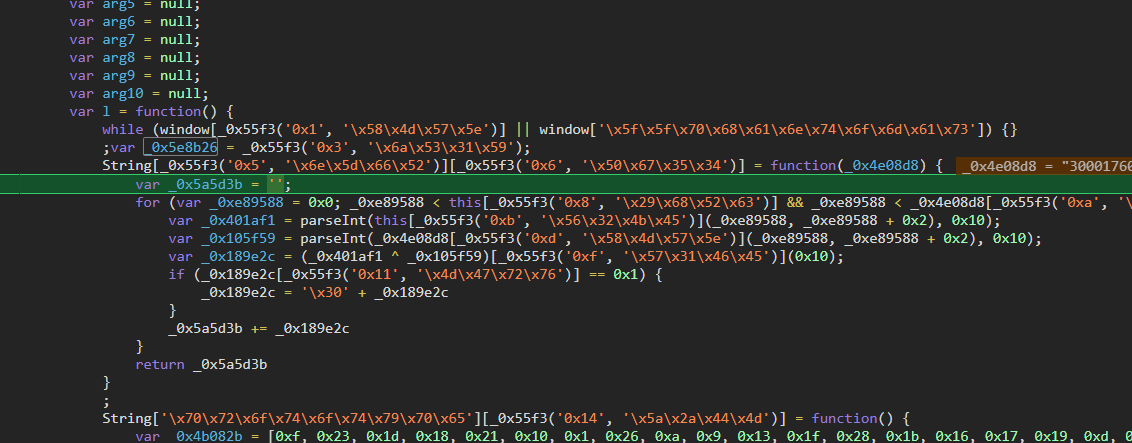 var arg5 = null;
var arg6 = null;
var arg7 = null;
var arg8 = null;
var arg9 = null;
var arg10 = null;
var l = function() {
while (window[_0x55f3('0x1', '\x58\x4d\x57\x5e')] || window['\x5f\x5f\x70\x68\x61\x6e\x74\x6f\x6d\x61\x73']) {}
;var _0x5e8b26 = _0x55f3('0x3', '\x6a\x53\x31\x59');
String[_0x55f3('0x5', '\x6e\x5d\x66\x52')][_0x55f3('0x6', '\x50\x67\x35\x34')] = function(_0x4e08d8) { _0x4e08d8 = "30001760
var _0x5a5d3b = '';
for (var _0xe89588 = 0x0; _0xe89588 < this[_0x55f3('0x8', '\x29\x68\x52\x63')] && _0xe89588 < _0x4e08d8[_0x55f3('0xa', '\
var _0x401af1 = parseInt(this[_0x55f3('0xb', '\x56\x32\x4b\x45')](_0xe89588, _0xe89588 + 0x2), 0x10);
var _0x105f59 = parseInt(_0x4e08d8[_0x55f3('0xd', '\x58\x4d\x57\x5e')](_0xe89588, _0xe89588 + 0x2), 0x10);
var _0x189e2c = (_0x401af1 ^ _0x105f59)[_0x55f3('0xf', '\x57\x31\x46\x45')](0x10);
if (_0x189e2c[_0x55f3('0x11', '\x4d\x47\x72\x76')] == 0x1) {
_0x189e2c = '\x30' + _0x189e2c
}
_0x5a5d3b += _0x189e2c
}
return _0x5a5d3b
}
;
String['\x70\x72\x6f\x74\x6f\x74\x79\x70\x65'][_0x55f3('0x14', '\x5a\x2a\x44\x4d')] = function() {
var _0x4b082b = [0xf, 0x23, 0x1d, 0x18, 0x21, 0x10, 0x1, 0x26, 0xa, 0x9, 0x13, 0x1f, 0x28, 0x1b, 0x16, 0x17, 0x19, 0xd, 0